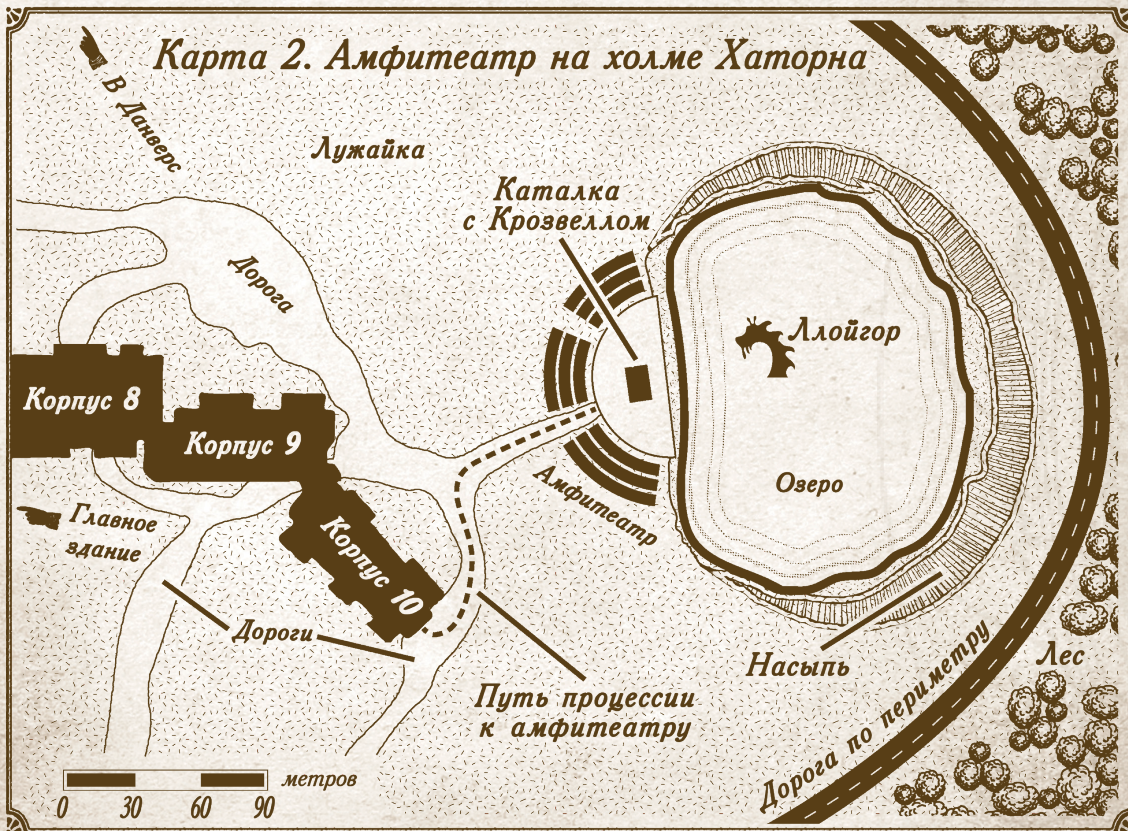 Карта 2. Амфитеатр на холме Хаторна
В Данверс
Лужайка
Каталка
с Крозвеллом
Дорога
Ллойгор
Корпус 8
Корпус 9
Озеро
Амфитеатр
Главное
здание
Корпус 10
Дороги
Насыпь
Лес
Путь процессии
к амфитеатру
Дорога по периметру
метров
0 30 60 90